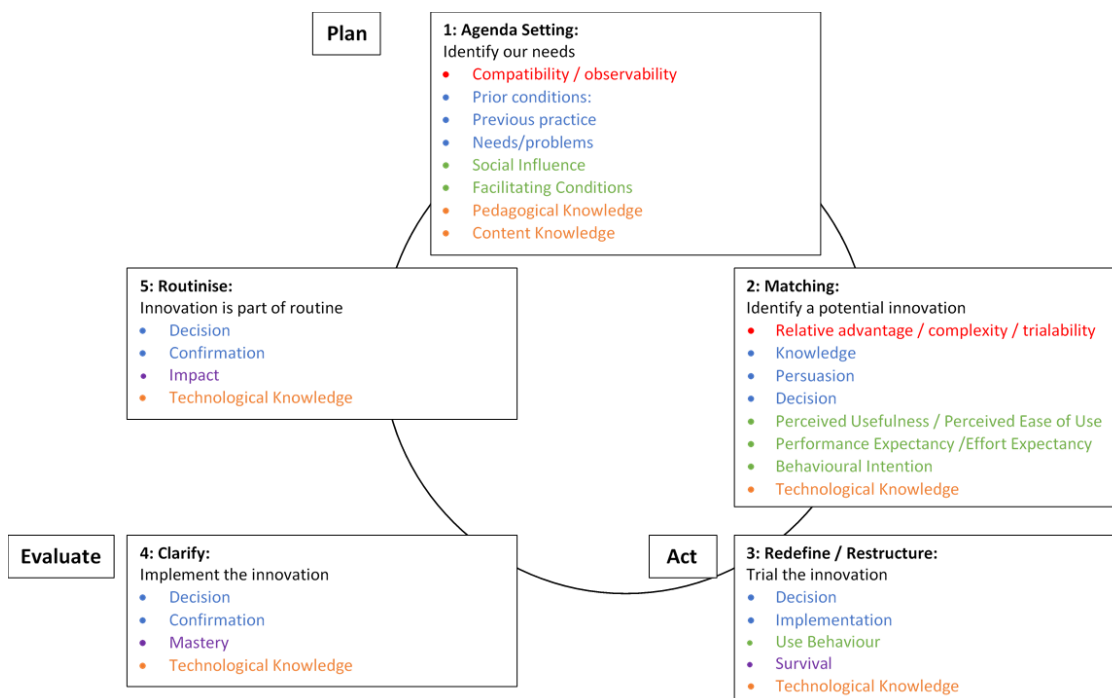 Plan
1: Agenda Setting:
Identify our needs
• Compatibility / observability
• Prior conditions:
• Previous practice
• Needs/problems
• Social Influence
• Facilitating Conditions
• Pedagogical Knowledge
• Content Knowledge
5: Routinise:
Innovation is part of routine
• Decision
• Confirmation
• Impact
• Technological Knowledge
2: Matching:
Identify a potential innovation
• Relative advantage / complexity / trialability
• Knowledge
• Persuasion
• Decision
• Perceived Usefulness / Perceived Ease of Use
• Performance Expectancy /Effort Expectancy
• Behavioural Intention
• Technological Knowledge
Evaluate
4: Clarify:
Implement the innovation
• Decision
• Confirmation
• Mastery
• Technological Knowledge
Act
3: Redefine / Restructure:
Trial the innovation
• Decision
• Implementation
• Use Behaviour
• Survival
• Technological Knowledge